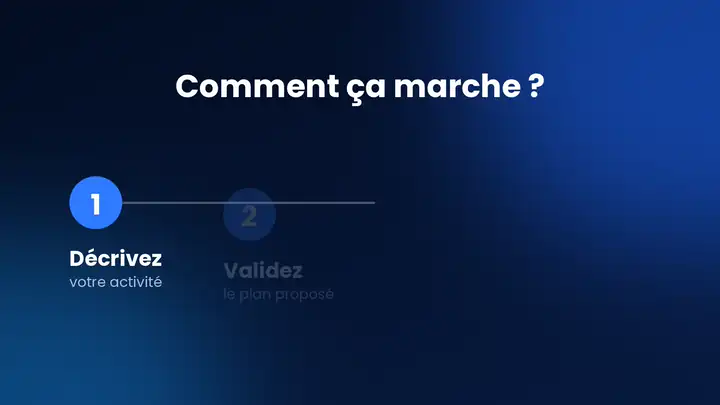 Comment ça marche ?
1
Décrivez
votre activité
2
Validez
le plan proposé